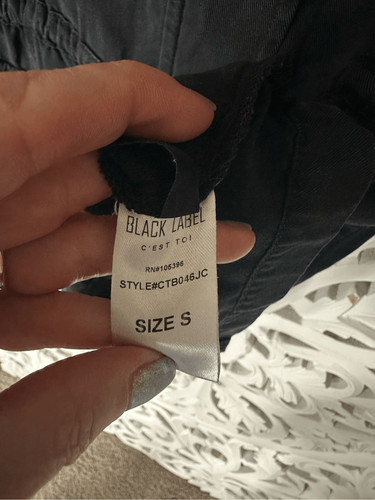 BLACK LABEL
C'EST TOI
RN#105396
STYLE#CTB046JC
SIZE S